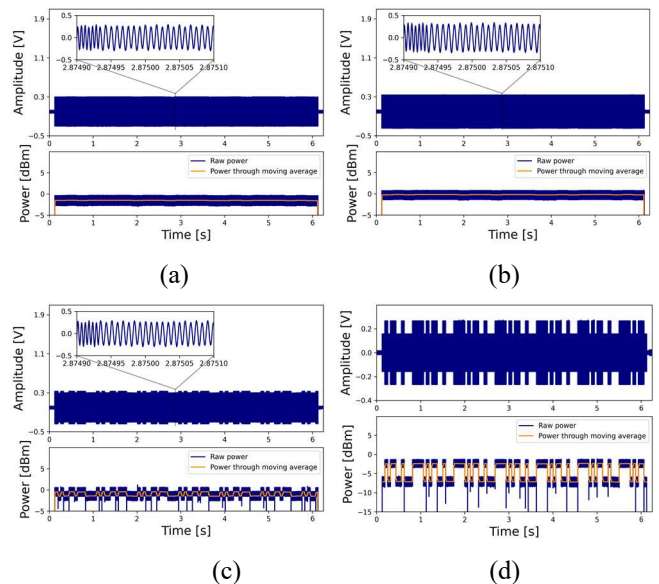 0.5
0.0
-0.5
2.87490 2.87495 2.87500 2.87505 2.87510
1.9
1.1
0.3
-0.5
Amplitude [V]
0 1 2 3 4 5 6
Raw power
Power through moving average
5
0
-5
Power [dBm]
0 1 2 3 4 5 6
Time [s]
(a)
0.5
0.0
-0.5
2.87490 2.87495 2.87500 2.87505 2.87510
1.9
1.1
0.3
-0.5
Amplitude [V]
0 1 2 3 4 5 6
Raw power
Power through moving average
5
0
-5
Power [dBm]
0 1 2 3 4 5 6
Time [s]
(b)
0.5
0.0
-0.5
2.87490 2.87495 2.87500 2.87505 2.87510
1.9
1.1
0.3
-0.5
Amplitude [V]
0 1 2 3 4 5 6
Raw power
Power through moving average
5
0
-5
Power [dBm]
0 1 2 3 4 5 6
Time [s]
(c)
0.2
0.0
-0.2
-0.4
Amplitude [V]
0 1 2 3 4 5 6
Raw power
Power through moving average
5
0
-5
-10
-15
Power [dBm]
0 1 2 3 4 5 6
Time [s]
(d)